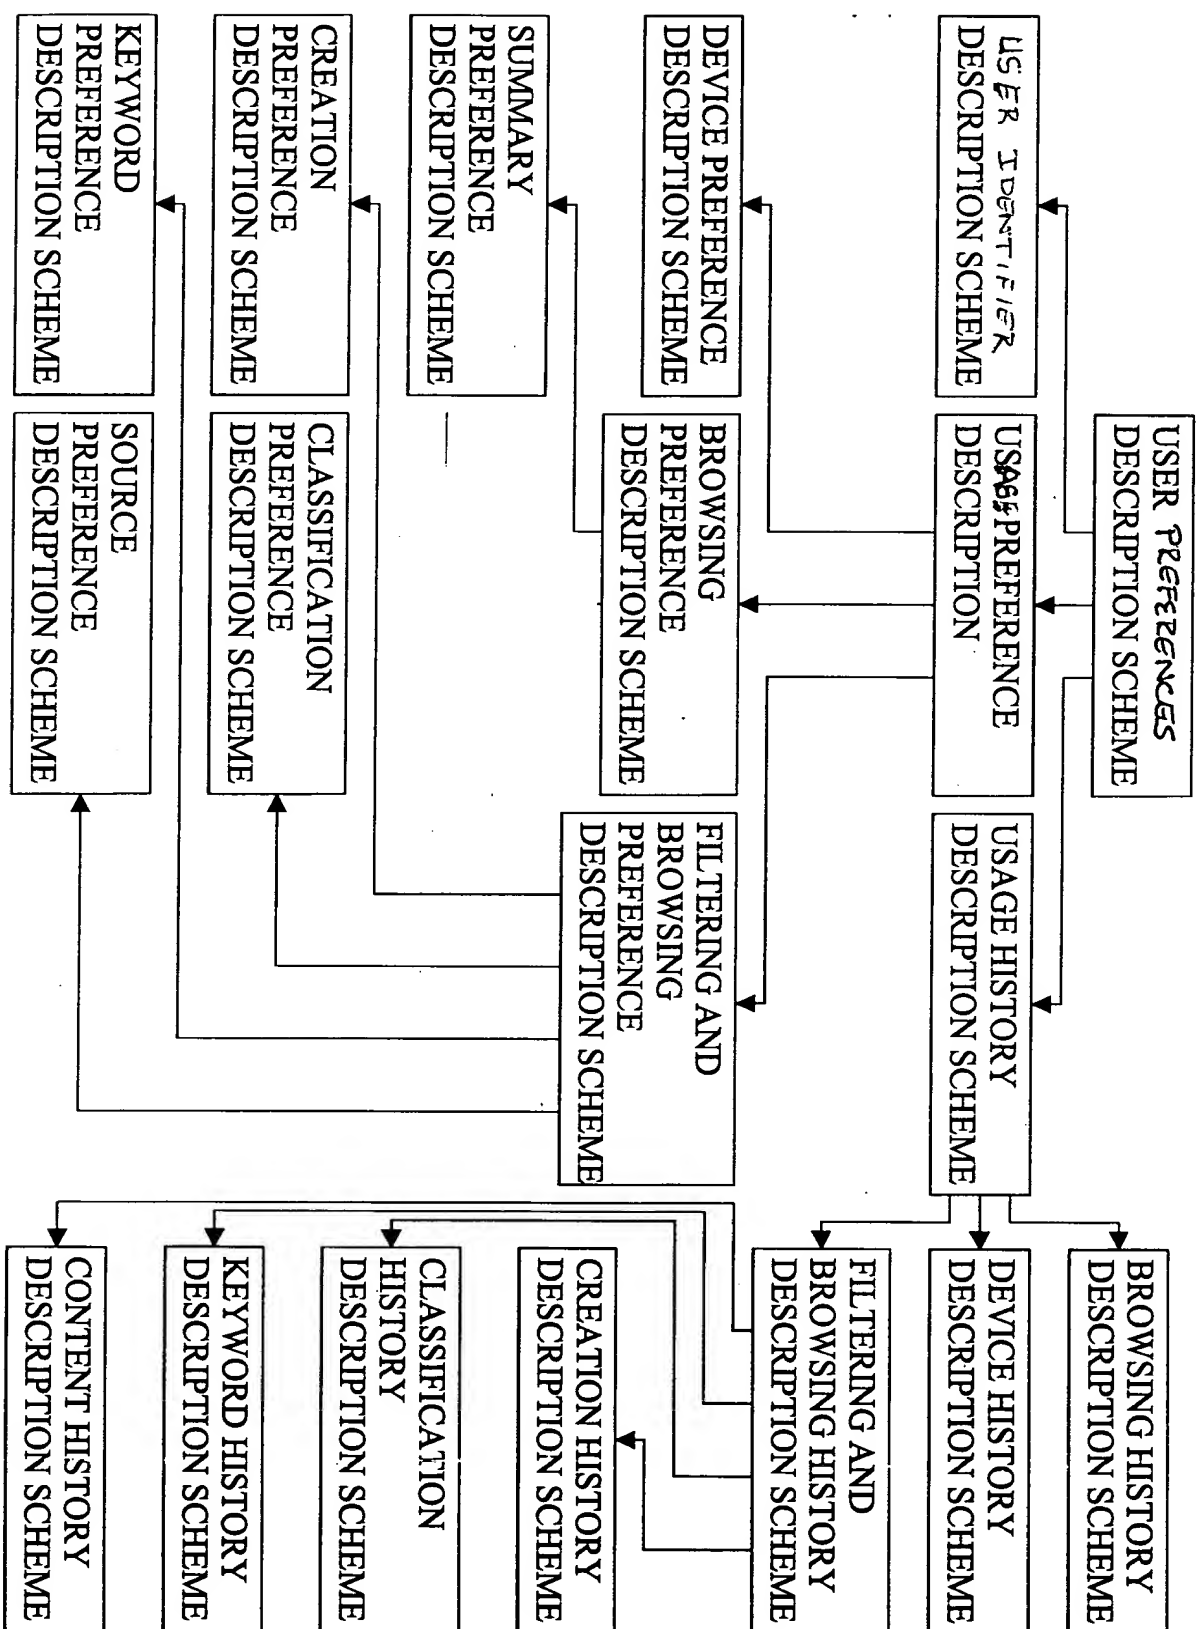 USER PREFERENCES
DESCRIPTION SCHEME
USER IDENTIFIER
DESCRIPTION SCHEME
USAGE PREFERENCE
DESCRIPTION
USAGE HISTORY
DESCRIPTION SCHEME
BROWSING HISTORY
DESCRIPTION SCHEME
DEVICE HISTORY
DESCRIPTION SCHEME
DEVICE PREFERENCE
DESCRIPTION SCHEME
BROWSING
PREFERENCE
DESCRIPTION SCHEME
FILTERING AND
BROWSING
PREFERENCE
DESCRIPTION SCHEME
FILTERING AND
BROWSING HISTORY
DESCRIPTION SCHEME
SUMMARY
PREFERENCE
DESCRIPTION SCHEME
CREATION HISTORY
DESCRIPTION SCHEME
CREATION
PREFERENCE
DESCRIPTION SCHEME
CLASSIFICATION
PREFERENCE
DESCRIPTION SCHEME
CLASSIFICATION
HISTORY
DESCRIPTION SCHEME
KEYWORD
PREFERENCE
DESCRIPTION SCHEME
SOURCE
PREFERENCE
DESCRIPTION SCHEME
KEYWORD HISTORY
DESCRIPTION SCHEME
CONTENT HISTORY
DESCRIPTION SCHEME